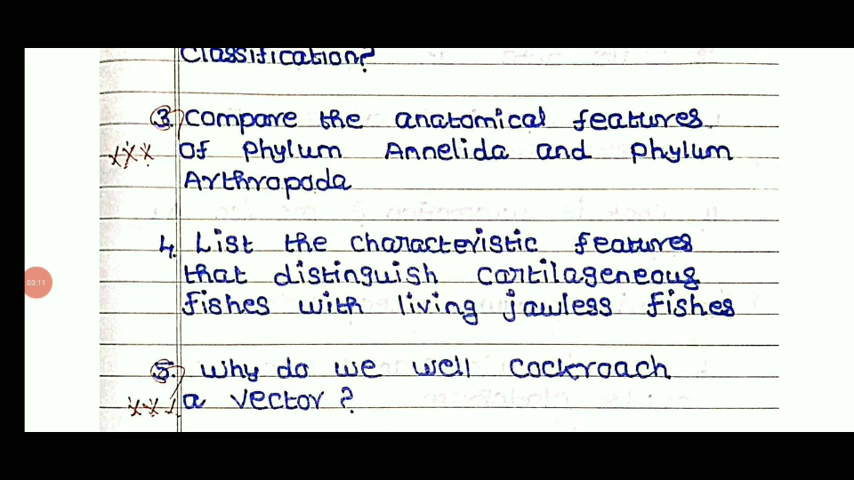 Classification?
3. Compare the anatomical features
xxx of Phylum Annelida and Phylum
Arthropoda
4. List the characteristic features
that distinguish cartilageneous
fishes with living jawless fishes
03:11
5. Why do we well cockroach
a vector?